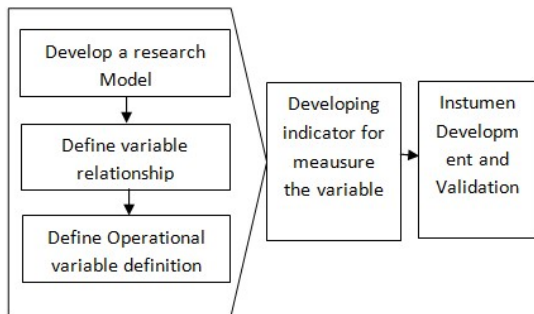 Develop a research
Model
Define variable
relationship
Define Operational
variable definition
Developing
indicator for
meausure
the variable
Instumen
Developm
ent and
Validation